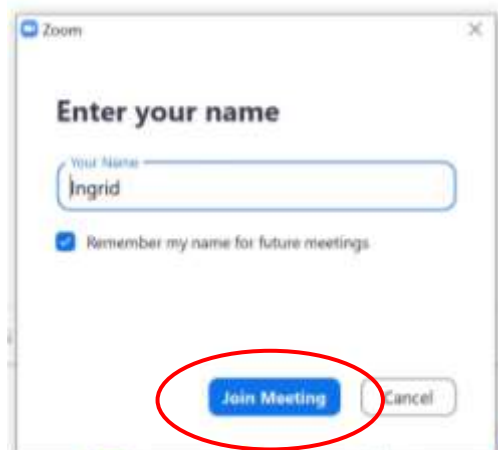 Zoom
Enter your name
Your Name
Ingrid
Remember my name for future meetings
Join Meeting Cancel